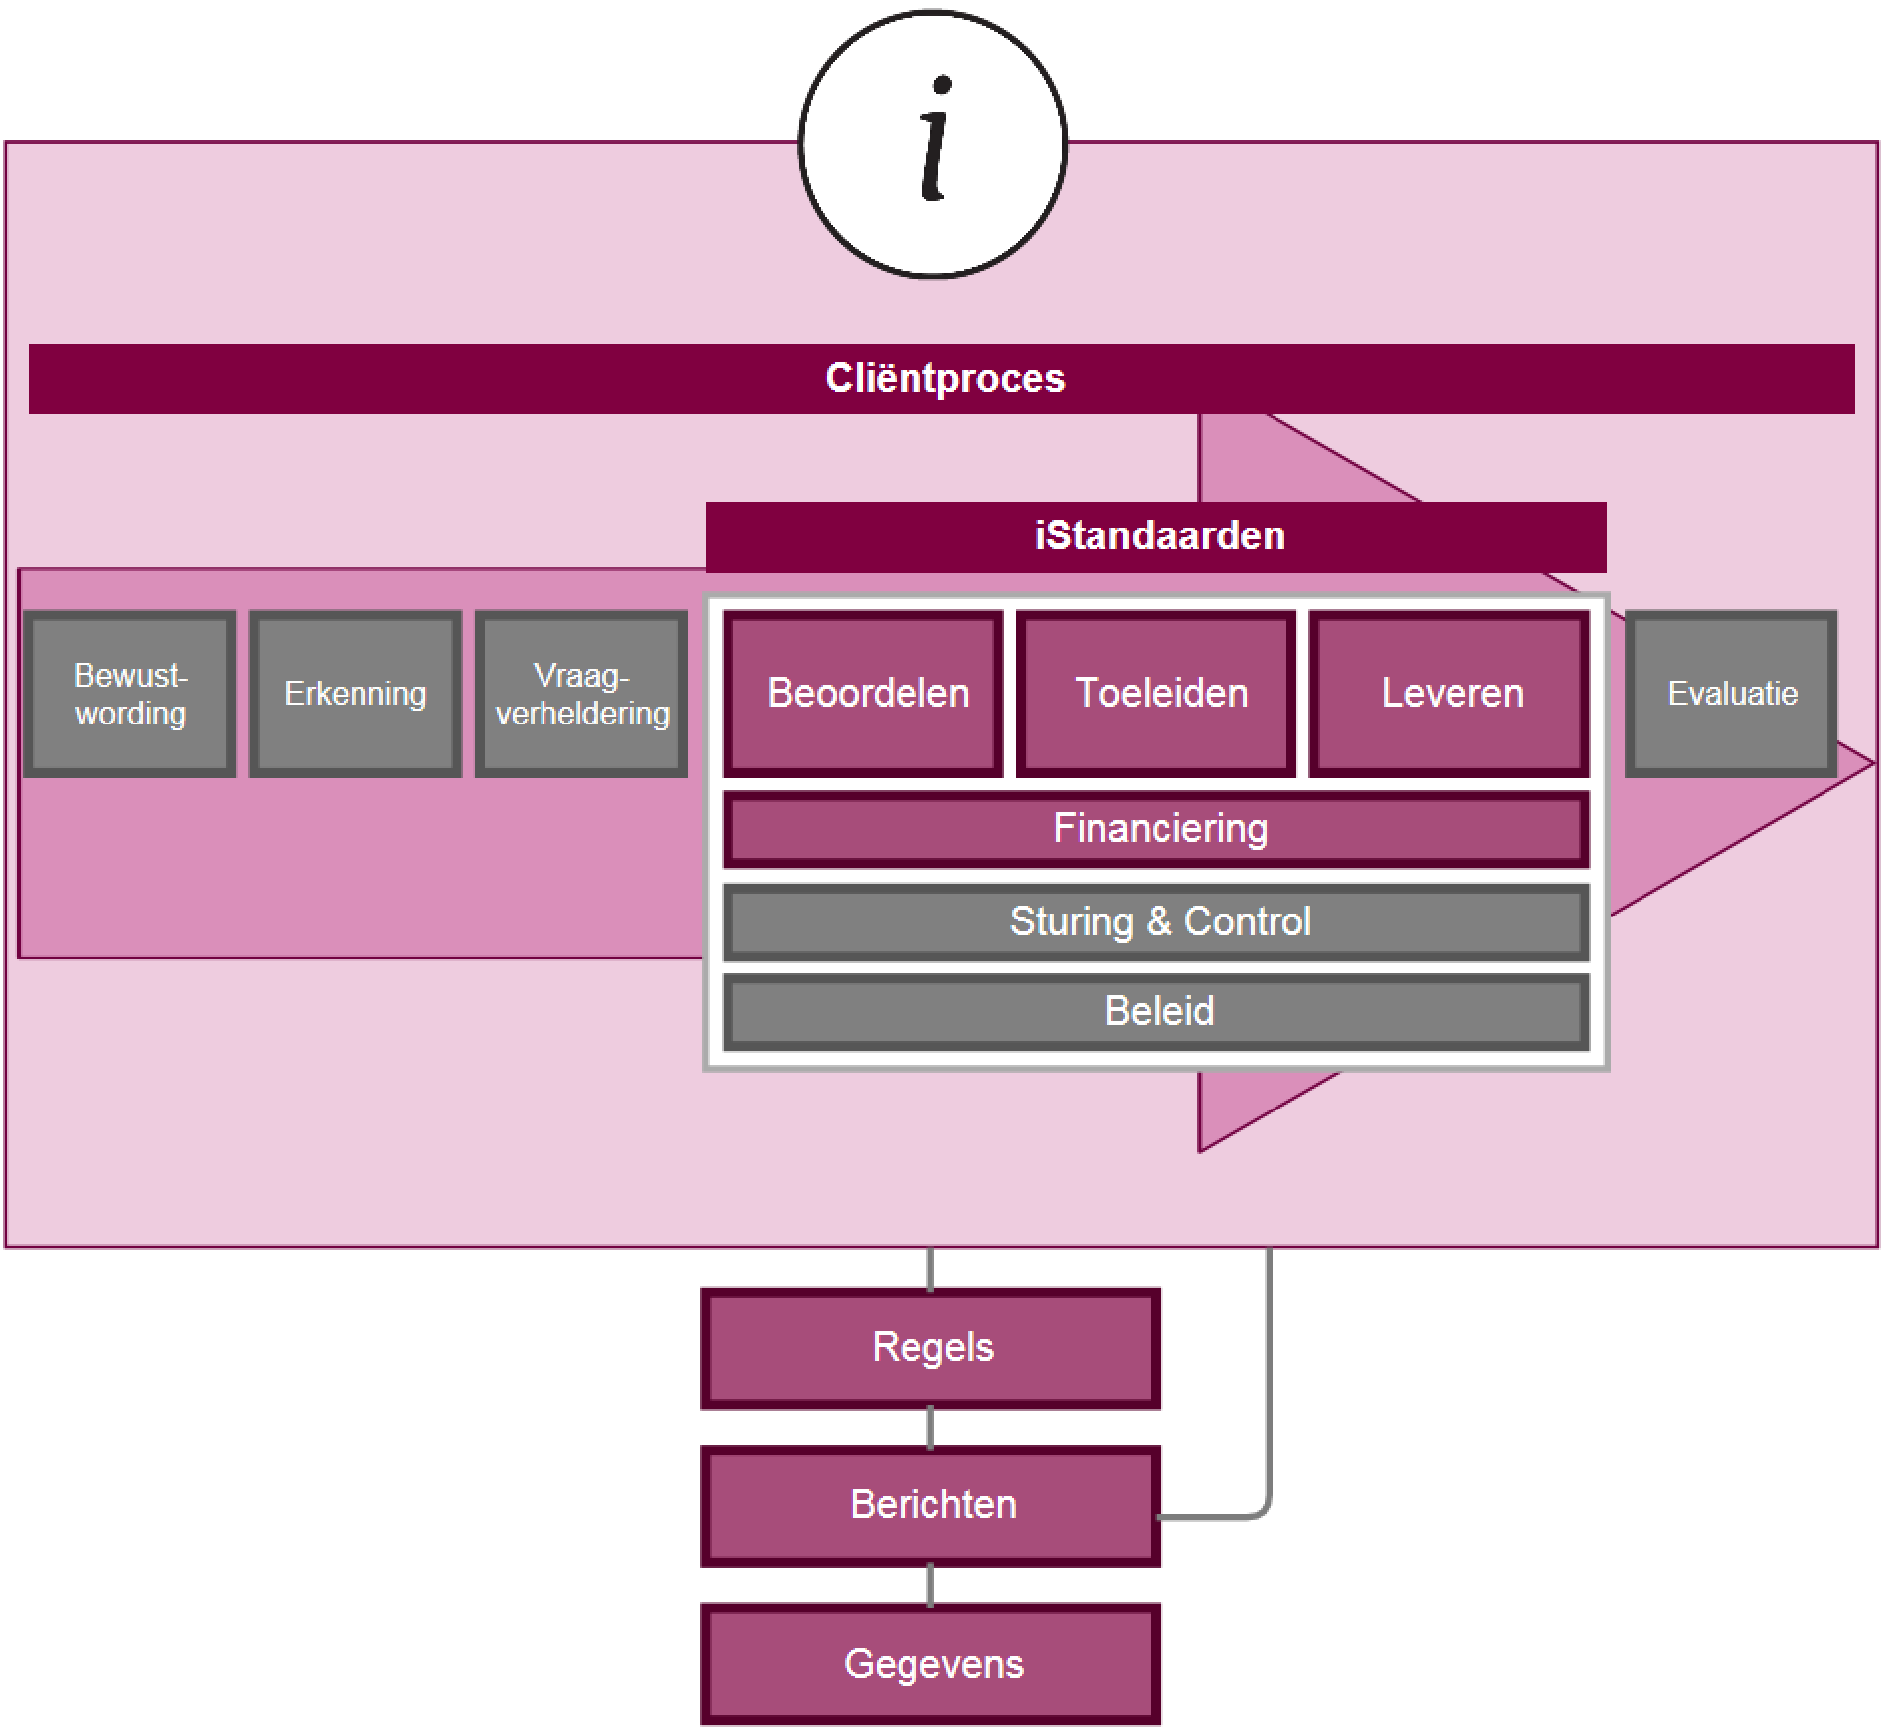 i
Cliëntproces
iStandaarden
Bewust-
wording
Erkenning
Vraag-
verheldering
Beoordelen
Toeleiden
Leveren
Evaluatie
Financiering
Sturing & Control
Beleid
Regels
Berichten
Gegevens